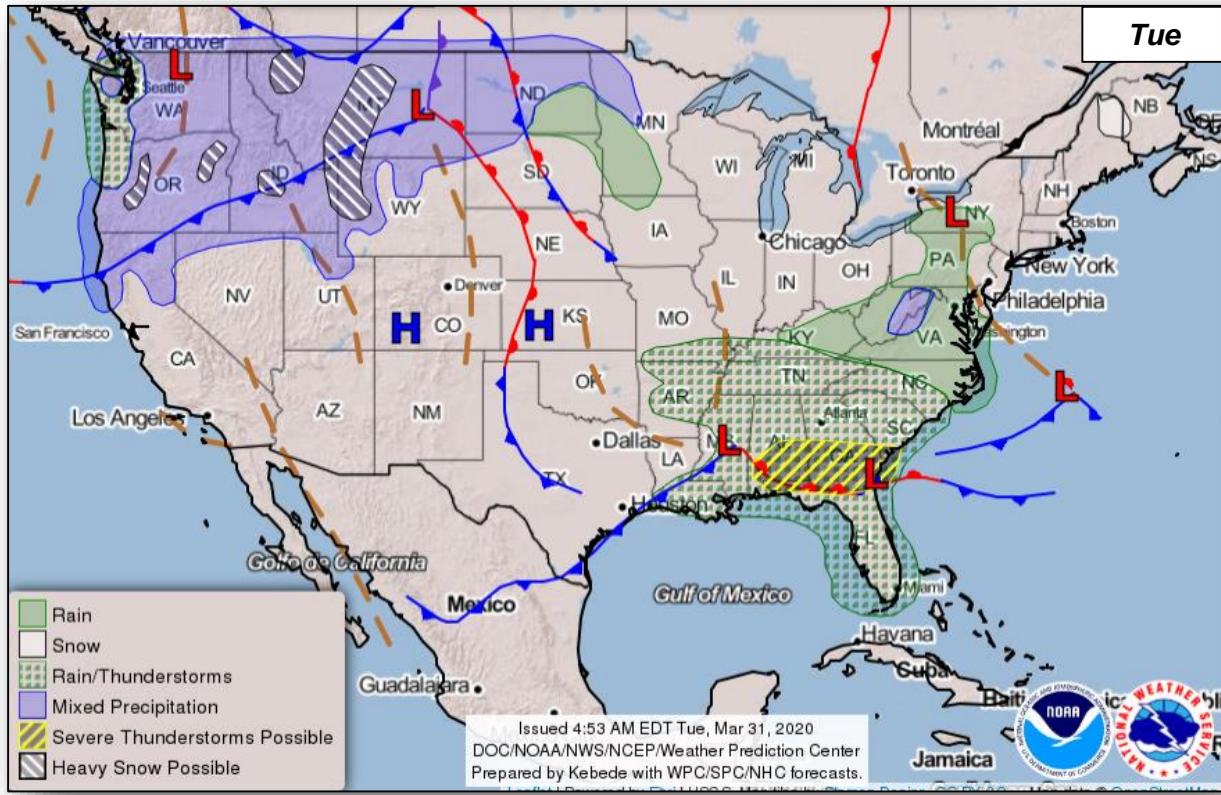 Tue
Vancouver
Seattle
WA
MT
ND
MN
Montréal
NB
NS
OR
ID
WY
SD
WI
MI
Toronto
NY
NH
Boston
IA
Chicago
NE
PA
New York
NV
UT
Denver
CO
IL
IN
OH
Philadelphia
San Francisco
CA
KS
MO
KY
VA
Washington
Los Angeles
AZ
NM
OK
AR
TN
NC
Atlanta
SC
Dallas
LA
MS
AL
GA
TX
Houston
FL
Golfo de California
Mexico
Gulf of Mexico
Miami
Havana
Cuba
Guadalajara
Jamaica
L
L
L
L
L
L
H
H
Rain
Snow
Rain/Thunderstorms
Mixed Precipitation
Severe Thunderstorms Possible
Heavy Snow Possible
Issued 4:53 AM EDT Tue, Mar 31, 2020
DOC/NOAA/NWS/NCEP/Weather Prediction Center
Prepared by Kebede with WPC/SPC/NHC forecasts.
NOAA
NATIONAL WEATHER SERVICE